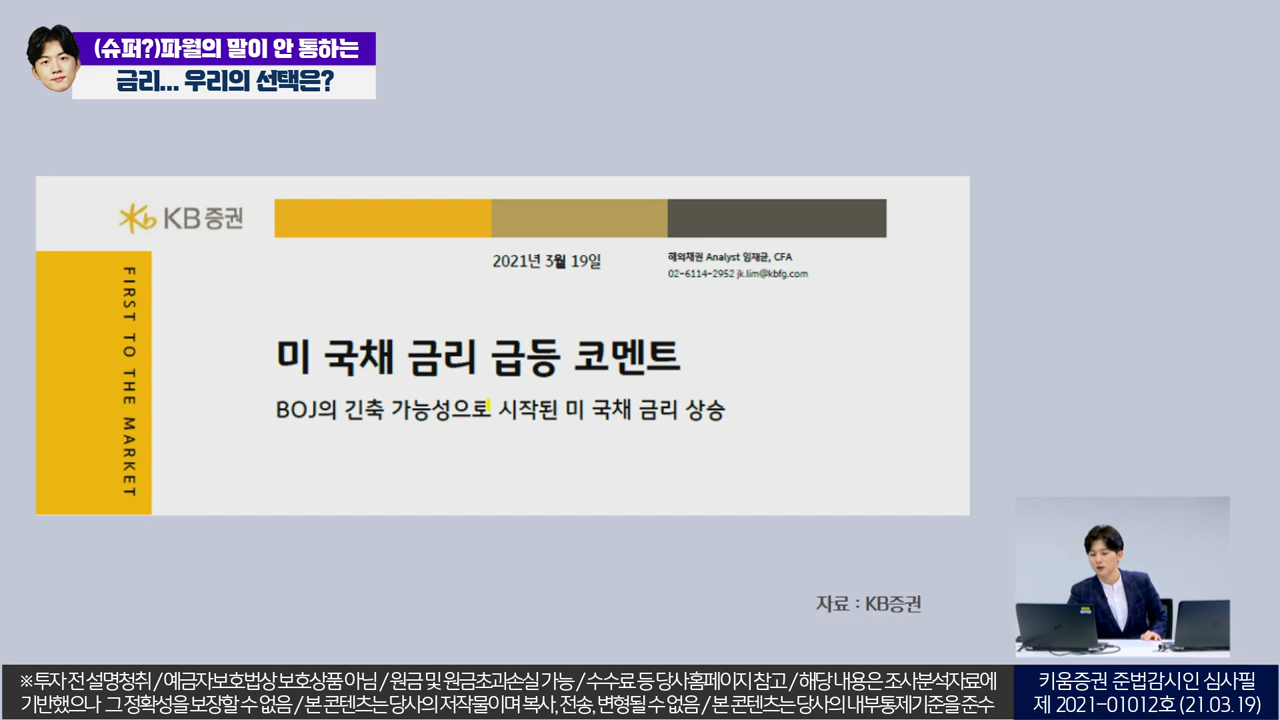 (슈퍼?)파월의 말이 안 통하는
금리... 우리의 선택은?
Kb KB증권
2021년 3월 19일
해외채권 Analyst 임재균, CFA
02-6114-2952 jk.lim@kbfg.com
FIRST TO THE MARKET
미 국채 금리 급등 코멘트
BOJ의 긴축 가능성으로 시작된 미 국채 금리 상승
자료 : KB증권
※ 투자 전 설명청취 / 예금자보호법상 보호상품 아님 / 원금 및 원금초과손실 가능 / 수수료 등 당사홈페이지 참고 / 해당 내용은 조사분석자료에
기반했으나 그 정확성을 보장할 수 없음 / 본 콘텐츠는 당사의 저작물이며 복사, 전송, 변형될 수 없음 / 본 콘텐츠는 당사의 내부통제기준을 준수
키움증권 준법감시인 심사필
제 2021-01012호 (21.03.19)